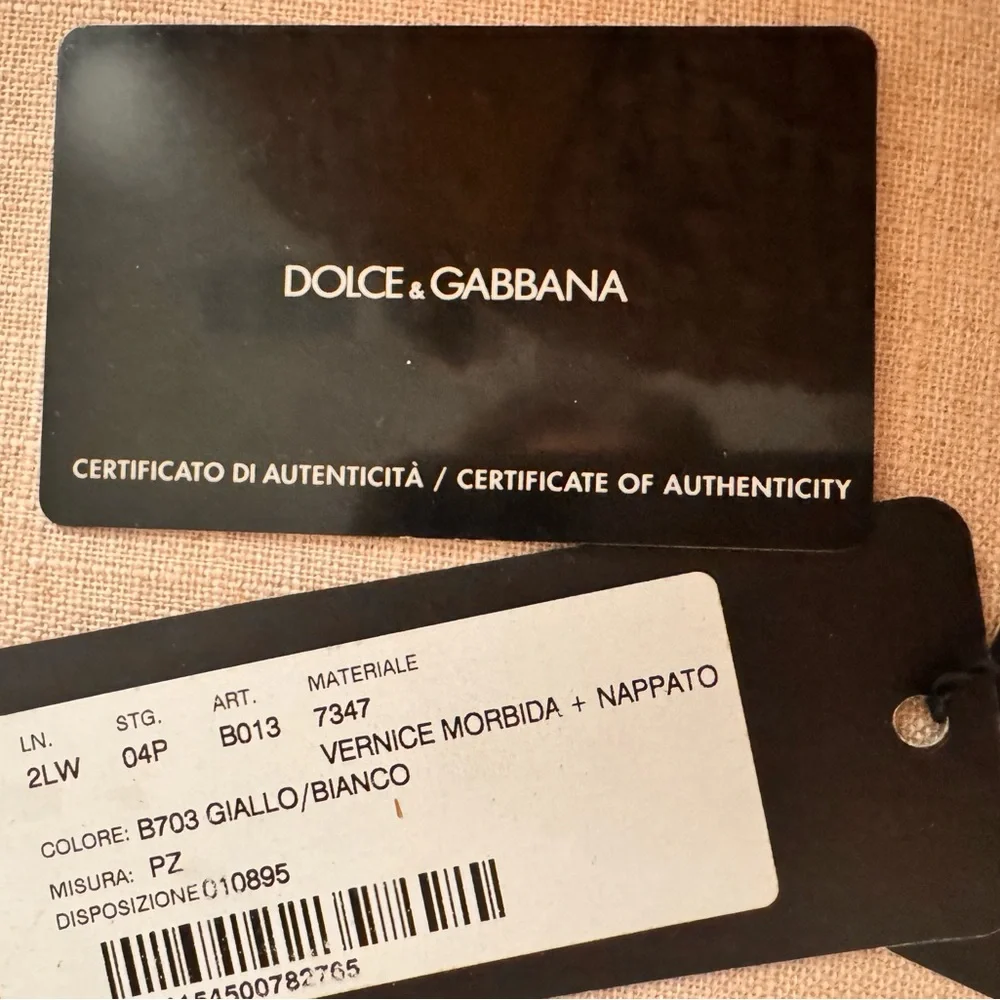 DOLCE & GABBANA
CERTIFICATO DI AUTENTICITÀ / CERTIFICATE OF AUTHENTICITY
LN. STG. ART. MATERIALE
2LW 04P B013 7347
VERNICE MORBIDA + NAPPATO
COLORE: B703 GIALLO/BIANCO
MISURA: PZ
DISPOSIZIONE 010895